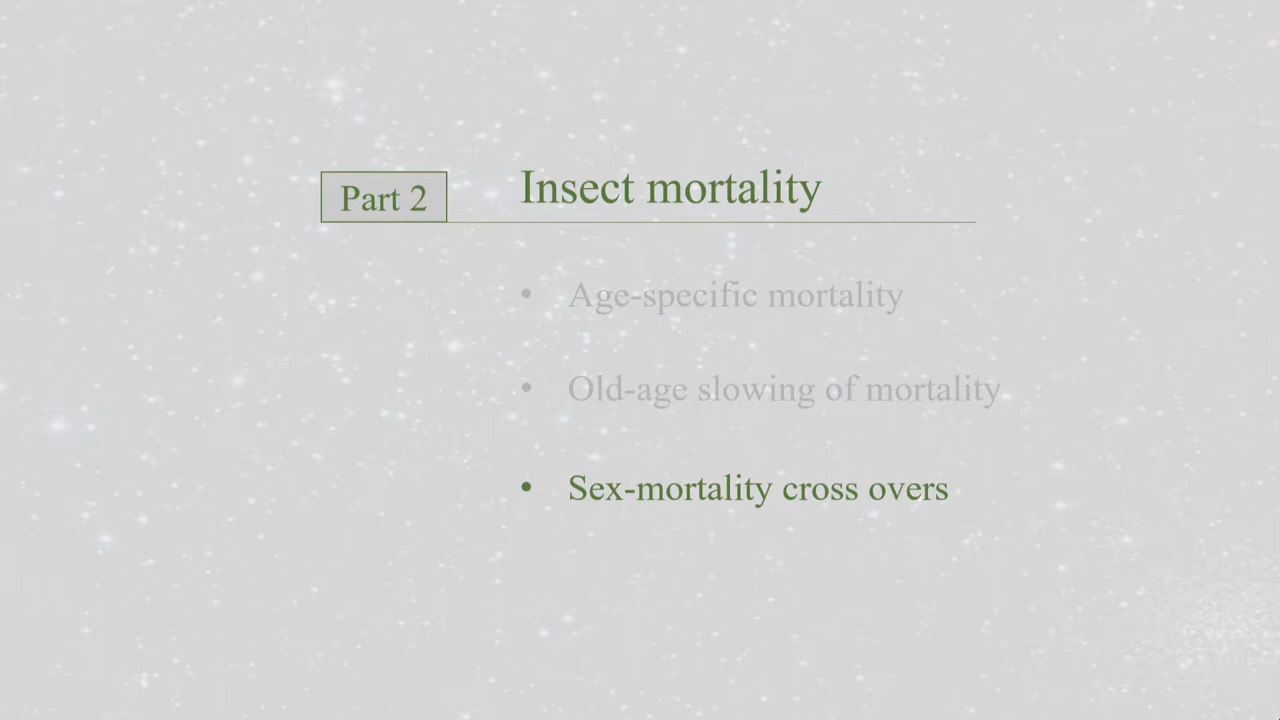 Part 2
Insect mortality
• Age-specific mortality
• Old-age slowing of mortality
• Sex-mortality cross overs